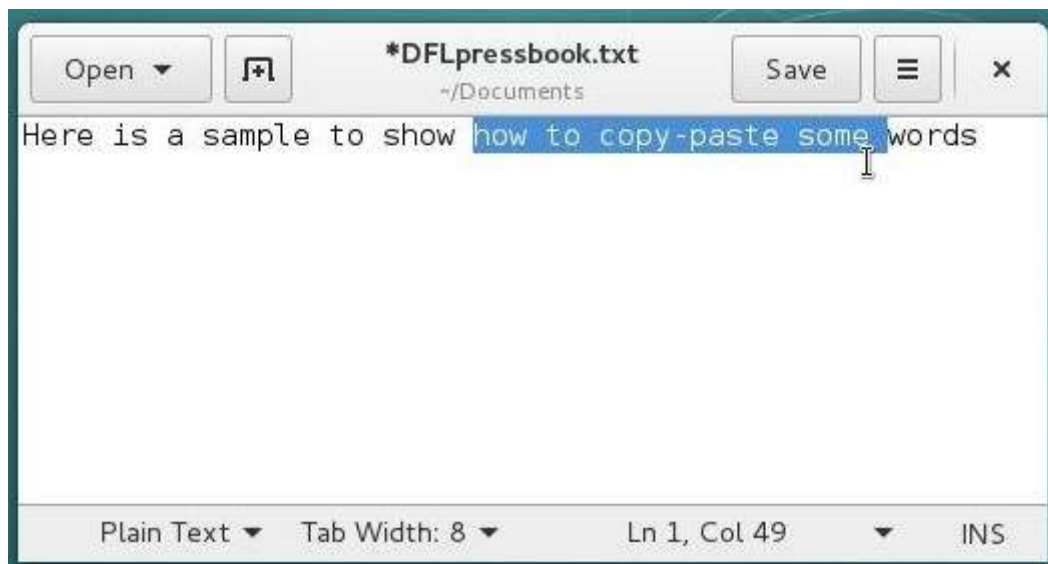 Open
*DFLpressbook.txt
Save
~/Documents
Here is a sample to show how to copy-paste some words
Plain Text Tab Width: 8 Ln 1, Col 49 INS